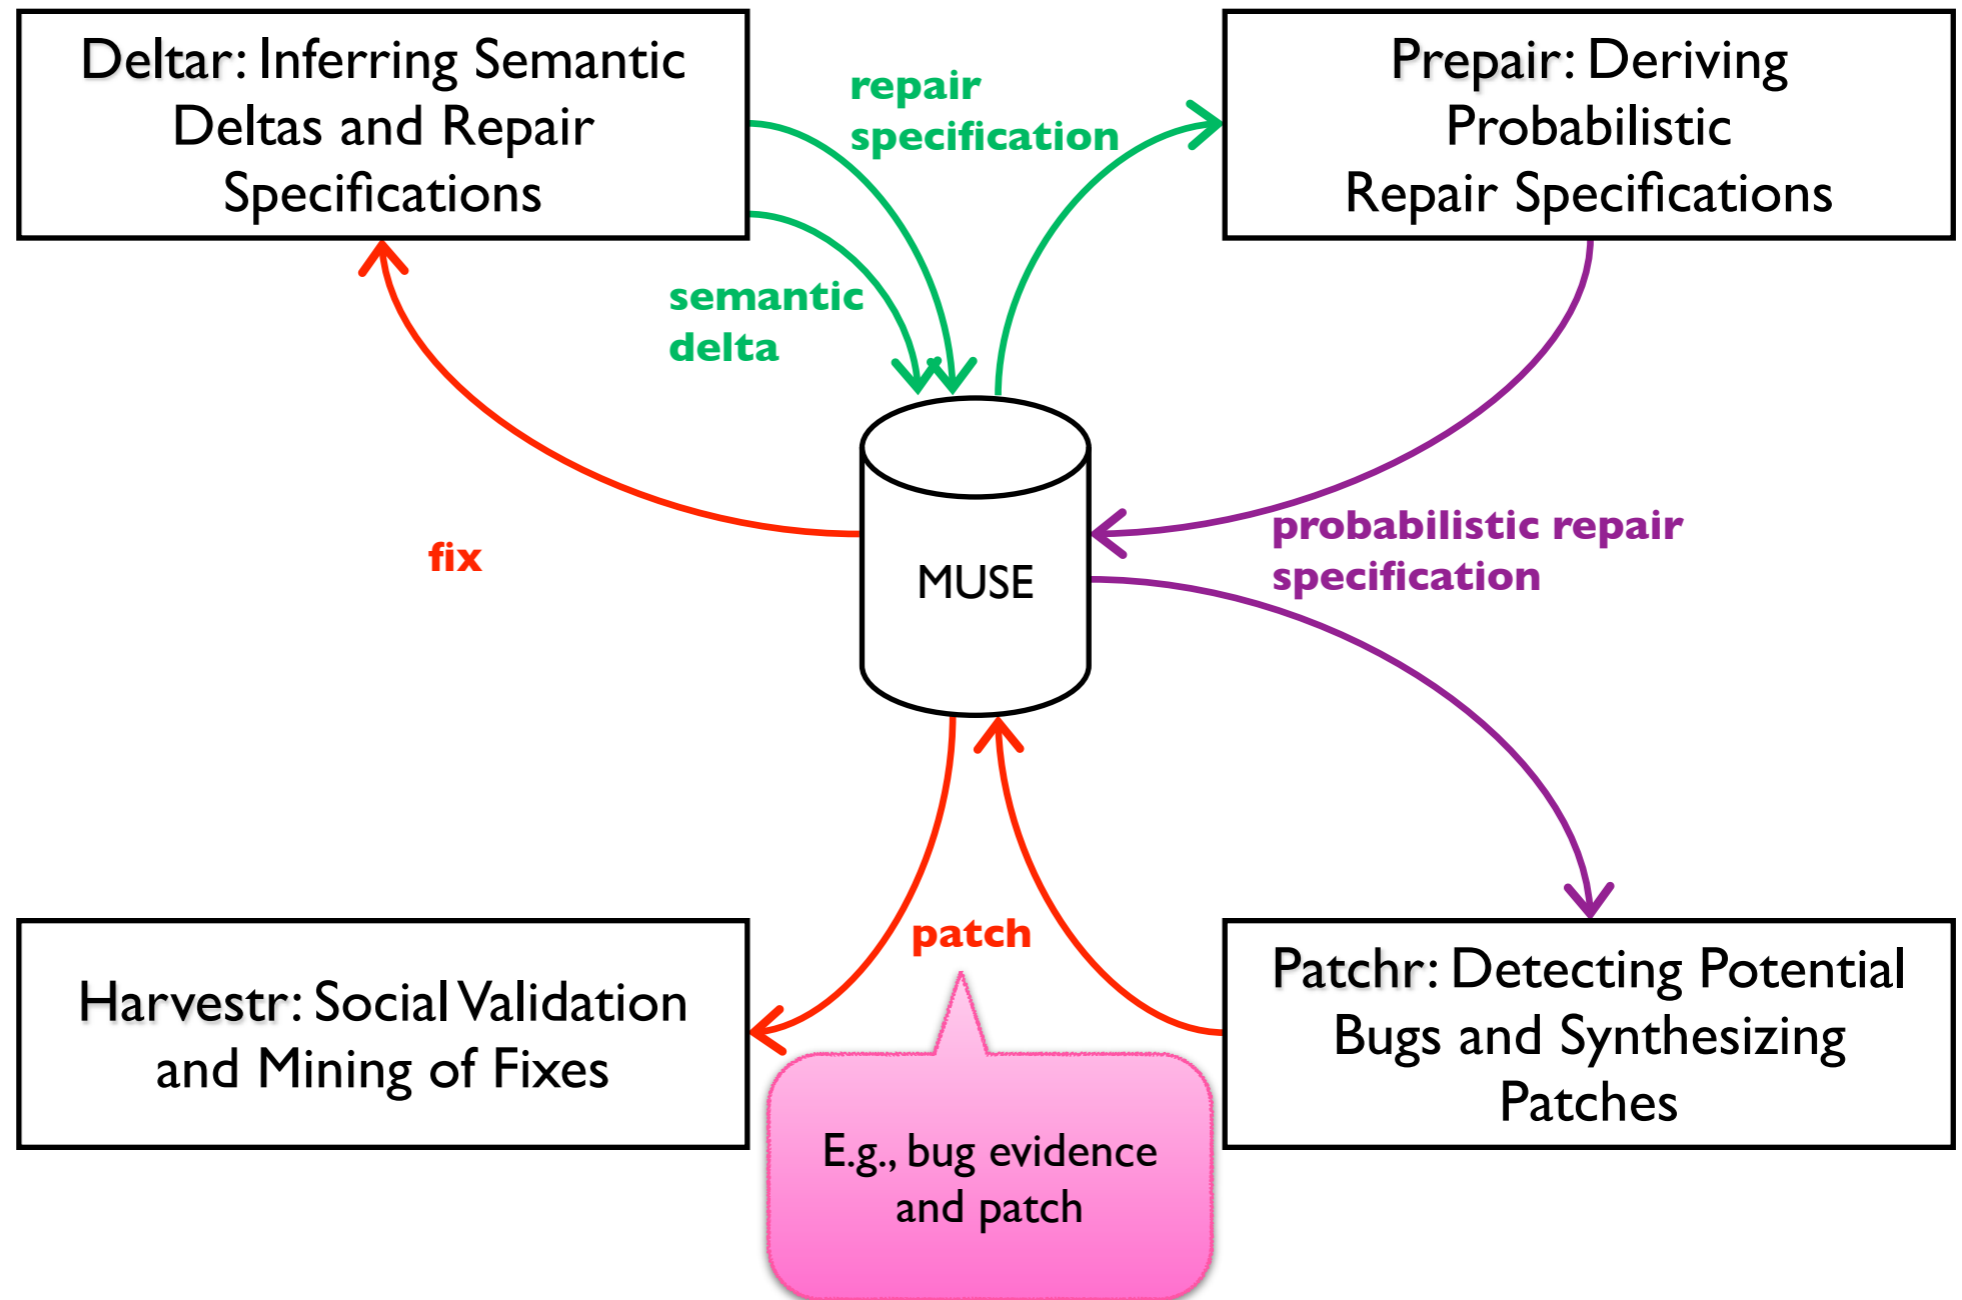 Deltar: Inferring Semantic
Deltas and Repair
Specifications
repair
specification
Prepair: Deriving
Probabilistic
Repair Specifications
semantic
delta
fix
MUSE
probabilistic repair
specification
patch
Harvestr: Social Validation
and Mining of Fixes
E.g., bug evidence
and patch
Patchr: Detecting Potential
Bugs and Synthesizing
Patches